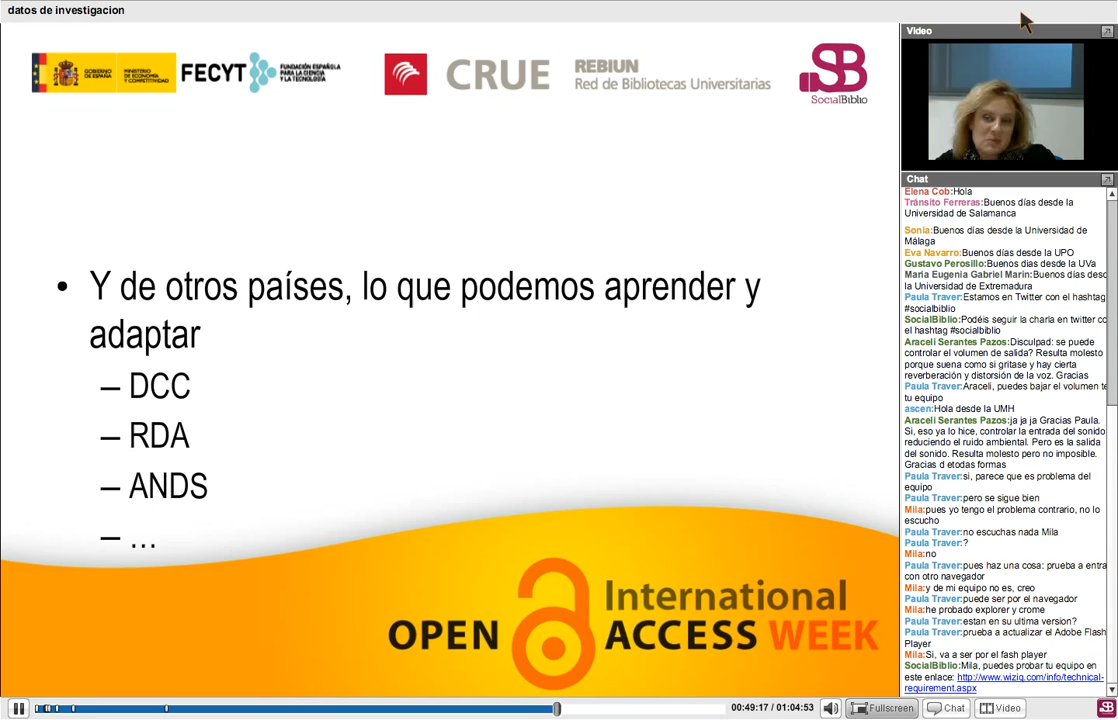 datos de investigacion
GOBIERNO
DE ESPAÑA
MINISTERIO
DE ECONOMÍA
Y COMPETITIVIDAD
FECYT
FUNDACIÓN ESPAÑOLA
PARA LA CIENCIA
Y LA TECNOLOGÍA
CRUE
REBIUN
Red de Bibliotecas Universitarias
SB
SocialBiblio
• Y de otros países, lo que podemos aprender y
adaptar
– DCC
– RDA
– ANDS
– ...
International
OPEN ACCESS WEEK
Video
Chat
Elena Cob:Hola
Tránsito Ferreras:Buenos días desde la
Universidad de Salamanca
Sonia:Buenos días desde la Universidad de
Málaga
Eva Navarro:Buenos días desde la UPO
Gustavo Perosillo:Buenos dias desde la UVa
Maria Eugenia Gabriel Marin:Buenos días desd
la Universidad de Extremadura
Paula Traver:Estamos en Twitter con el hashtag
#socialbiblio
SocialBiblio:Podéis seguir la charla en twitter co
el hashtag #socialbiblio
Araceli Serantes Pazos:Disculpad: se puede
controlar el volumen de salida? Resulta molesto
porque suena como si gritase y hay cierta
reverberación y distorsión de la voz. Gracias
Paula Traver:Araceli, puedes bajar el volumen te
tu equipo
ascen:Hola desde la UMH
Araceli Serantes Pazos:ja ja ja Gracias Paula.
Si, eso ya lo hice, controlar la entrada del sonido
reduciendo el ruido ambiental. Pero es la salida
del sonido. Resulta molesto pero no imposible.
Gracias d etodas formas
Paula Traver:si, parece que es problema del
equipo
Paula Traver:pero se sigue bien
Mila:pues yo tengo el problema contrario, no lo
escucho
Paula Traver:no escuchas nada Mila
Paula Traver:?
Mila:no
Paula Traver:pues haz una cosa: prueba a entra
con otro navegador
Mila:y de mi equipo no es, creo
Paula Traver:puede ser por el navegador
Mila:he probado explorer y crome
Paula Traver:estan en su ultima version?
Paula Traver:prueba a actualizar el Adobe Flash
Player
Mila:Si, va a ser por el fash player
SocialBiblio:Mila, puedes probar tu equipo en
este enlace: http://www.wiziq.com/info/technical-
requirement.aspx
00:49:17 / 01:04:53
Fullscreen
Chat
Video
SB